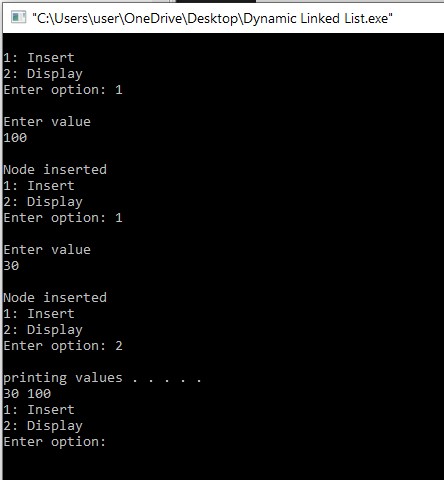 "C:\Users\user\OneDrive\Desktop\Dynamic Linked List.exe"
1: Insert
2: Display
Enter option: 1
Enter value
100
Node inserted
1: Insert
2: Display
Enter option: 1
Enter value
30
Node inserted
1: Insert
2: Display
Enter option: 2
printing values . . . . .
30 100
1: Insert
2: Display
Enter option: